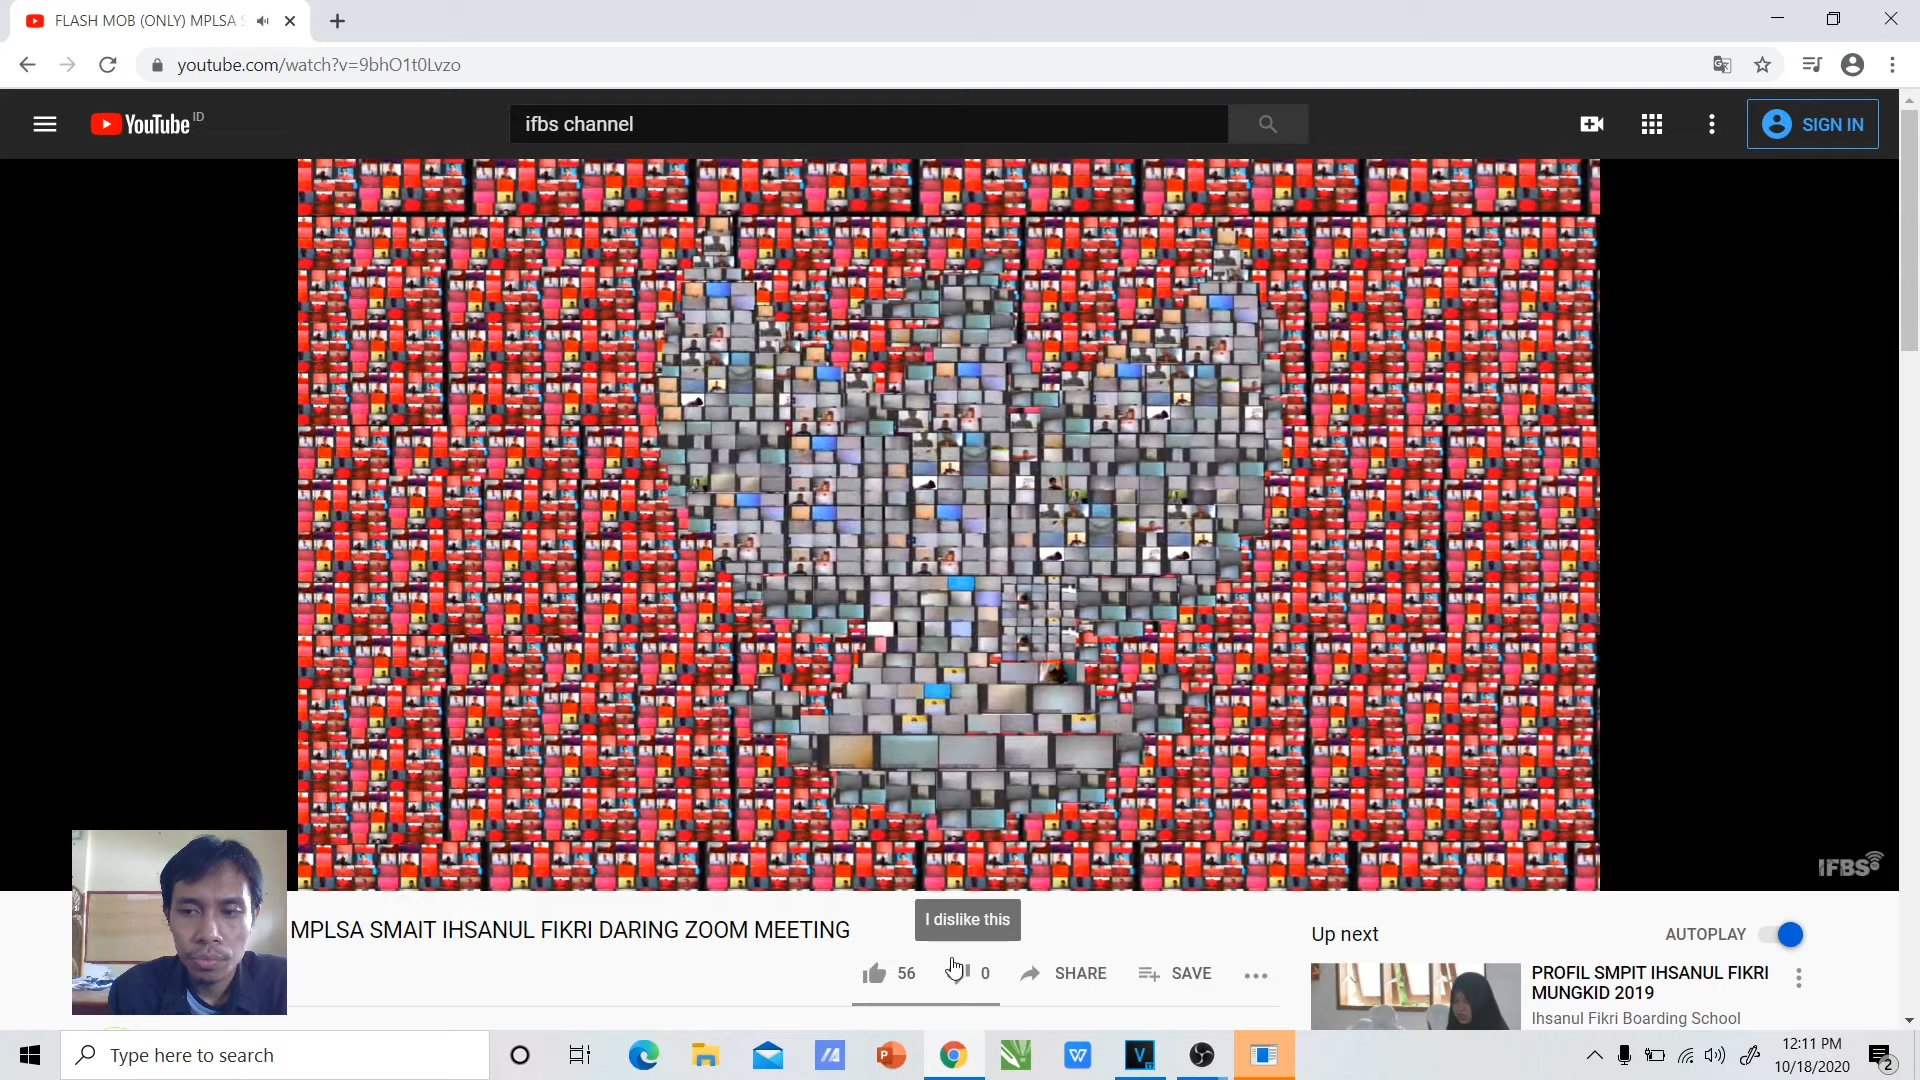 FLASH MOB (ONLY) MPLSA S
youtube.com/watch?v=9bhO1t0Lvzo
YouTube ID
ifbs channel
SIGN IN
IFBS
MPLSA SMAIT IHSANUL FIKRI DARING ZOOM MEETING
I dislike this
56
0
SHARE
SAVE
Up next
AUTOPLAY
PROFIL SMPIT IHSANUL FIKRI
MUNGKID 2019
Ihsanul Fikri Boarding School
Type here to search
12:11 PM
10/18/2020
2